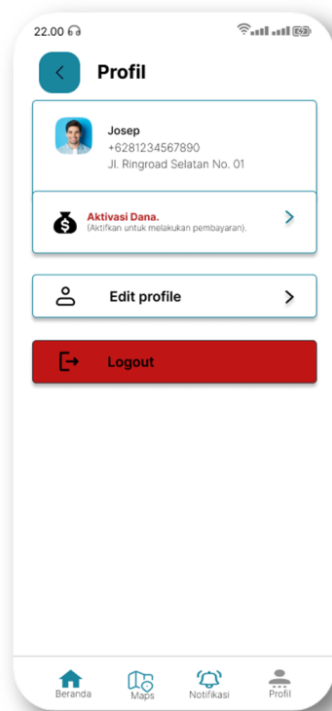 22.00
Profil
Josep
+6281234567890
Jl. Ringroad Selatan No. 01
Aktivasi Dana.
(Aktifkan untuk melakukan pembayaran).
Edit profile
Logout
Beranda
Maps
Notifikasi
Profil